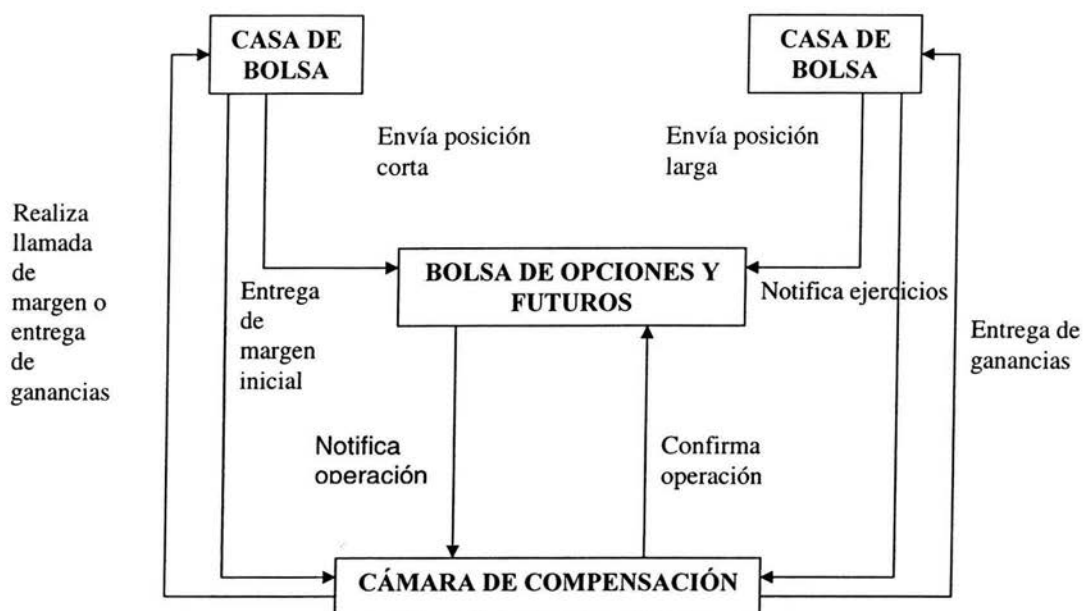 CASA DE
BOLSA
CASA DE
BOLSA
Envía posición
corta
Envía posición
larga
Realiza
llamada
de
margen o
entrega
de
ganancias
Entrega
de
margen
inicial
BOLSA DE OPCIONES Y
FUTUROS
Notifica ejercicios
Entrega de
ganancias
Notifica
operación
Confirma
operación
CÁMARA DE COMPENSACIÓN